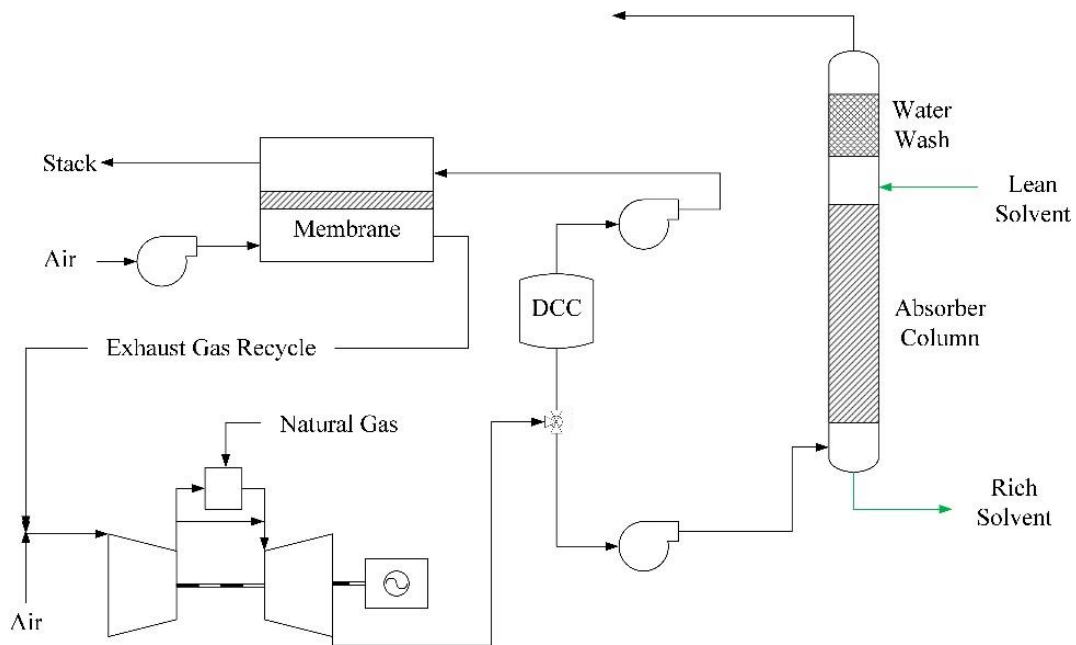 Water
Wash
Stack
Lean
Solvent
Membrane
Air
DCC
Absorber
Column
Exhaust Gas Recycle
Natural Gas
Rich
Solvent
Air